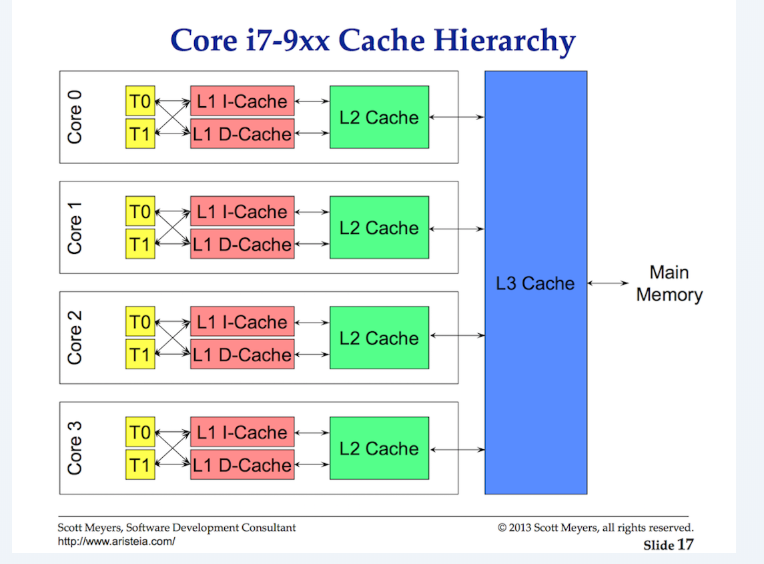 Core i7-9xx Cache Hierarchy
Core 0
T0
T1
L1 I-Cache
L1 D-Cache
L2 Cache
Core 1
T0
T1
L1 I-Cache
L1 D-Cache
L2 Cache
Core 2
T0
T1
L1 I-Cache
L1 D-Cache
L2 Cache
Core 3
T0
T1
L1 I-Cache
L1 D-Cache
L2 Cache
L3 Cache
Main
Memory
Scott Meyers, Software Development Consultant
http://www.aristeia.com/
© 2013 Scott Meyers, all rights reserved.
Slide 17